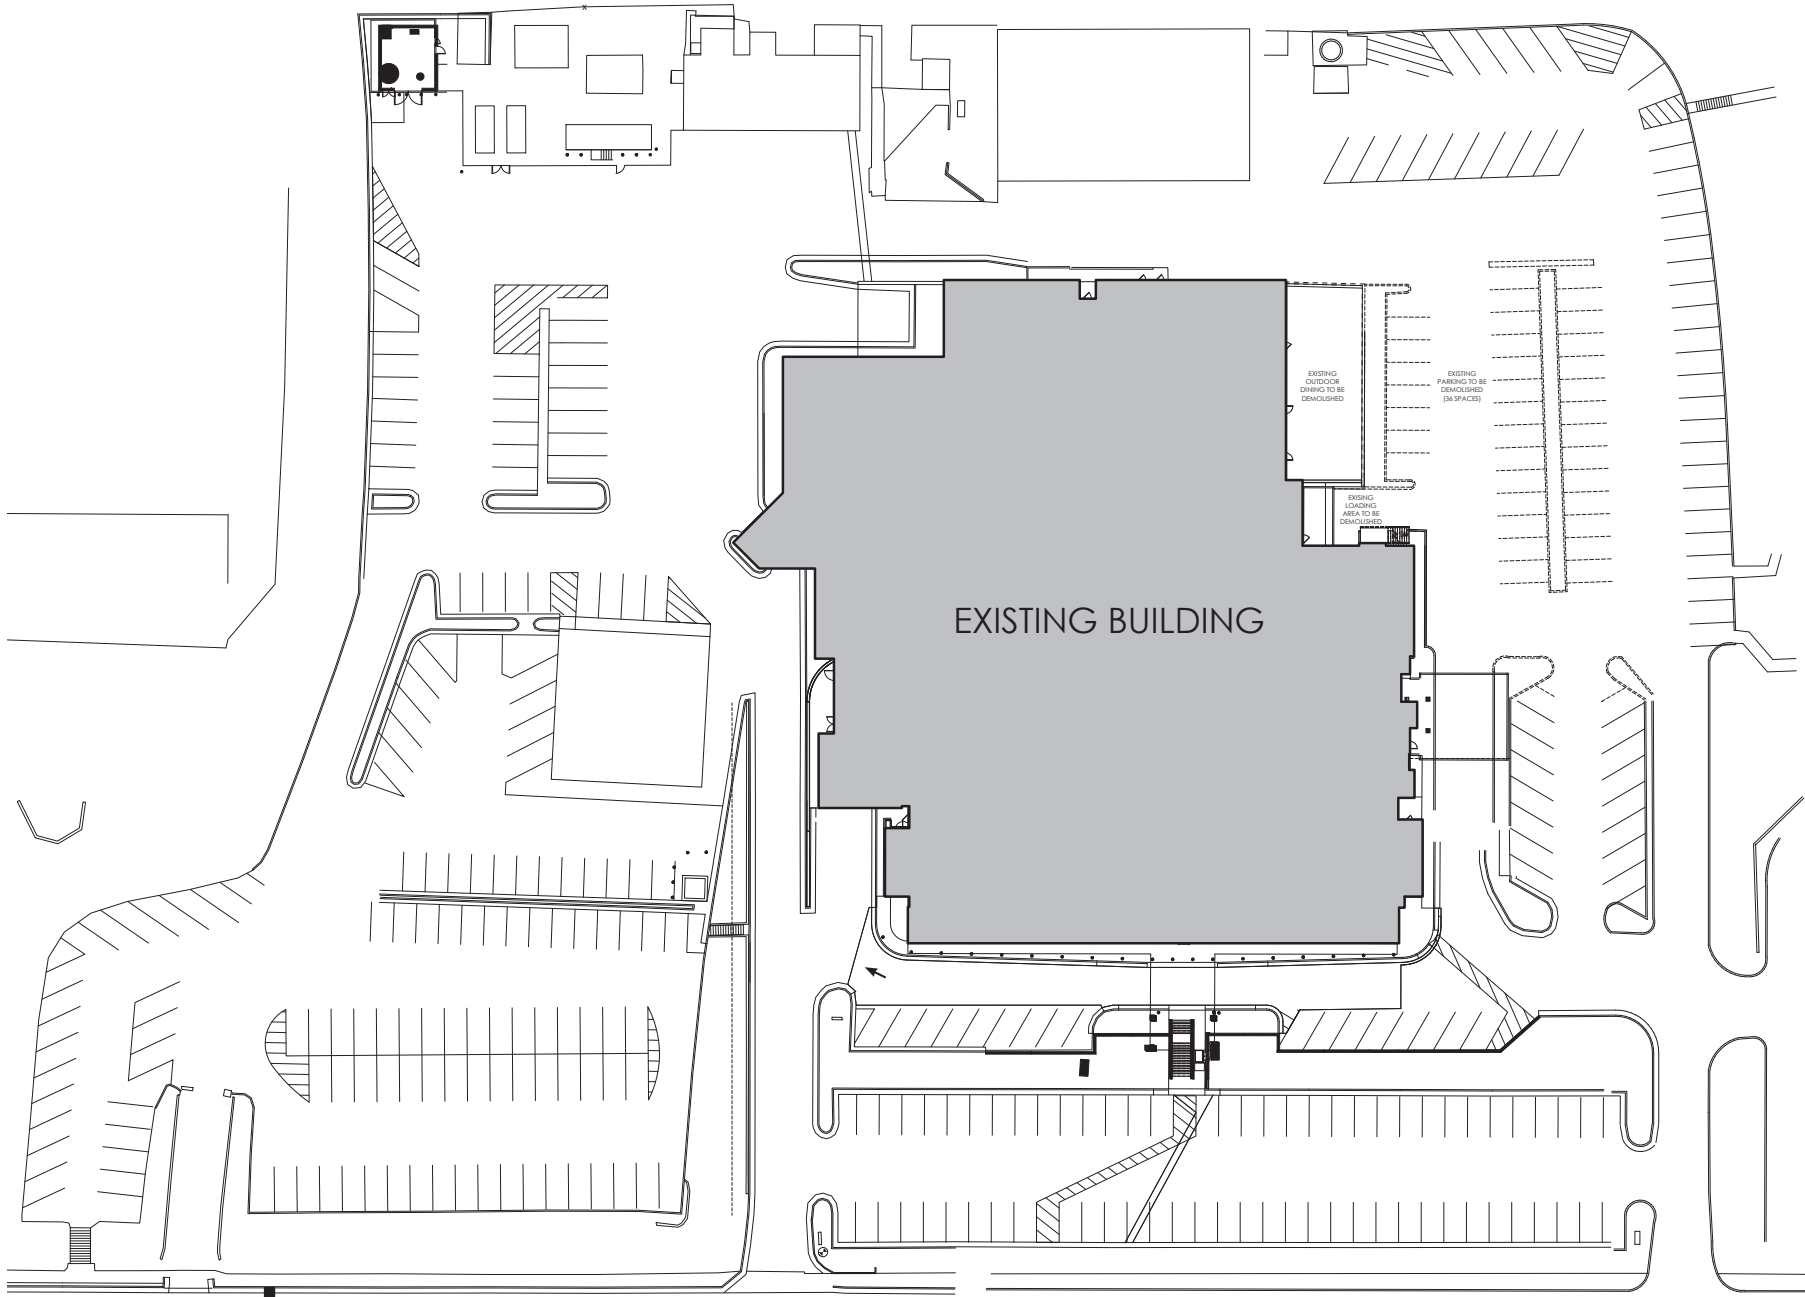 EXISTING
OUTDOOR
DINING TO BE
DEMOLISHED
EXISTING
PARKING TO BE
DEMOLISHED
(36 SPACES)
EXISING
LOADING
AREA TO BE
DEMOLISHED
EXISTING BUILDING